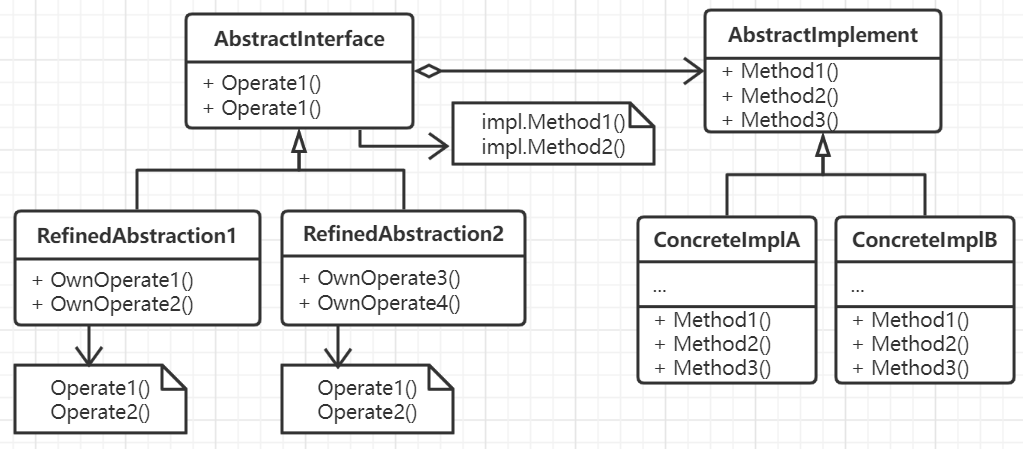 AbstractInterface
+ Operate1()
+ Operate1()
AbstractImplement
+ Method1()
+ Method2()
+ Method3()
impl.Method1()
impl.Method2()
RefinedAbstraction1
+ OwnOperate1()
+ OwnOperate2()
RefinedAbstraction2
+ OwnOperate3()
+ OwnOperate4()
ConcreteImplA
...
+ Method1()
+ Method2()
+ Method3()
ConcreteImplB
...
+ Method1()
+ Method2()
+ Method3()
Operate1()
Operate2()
Operate1()
Operate2()